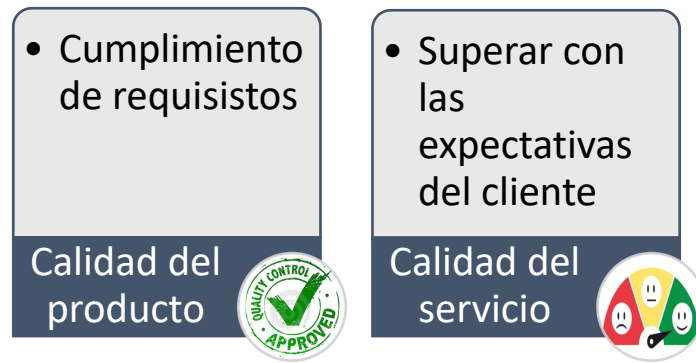 • Cumplimiento
de requisistos
Calidad del
producto
QUALITY CONTROL
APPROVED
• Superar con
las
expectativas
del cliente
Calidad del
servicio